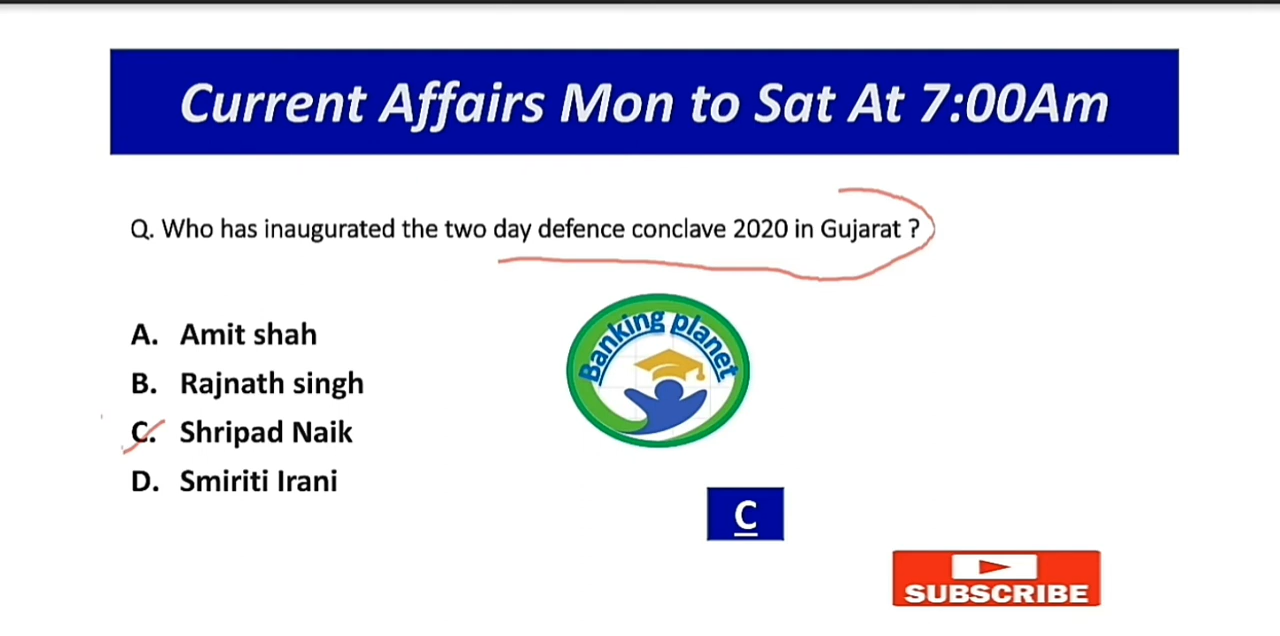 Current Affairs Mon to Sat At 7:00Am
Q. Who has inaugurated the two day defence conclave 2020 in Gujarat ?
A. Amit shah
B. Rajnath singh
C. Shripad Naik
D. Smiriti Irani
Banking planet
C
SUBSCRIBE